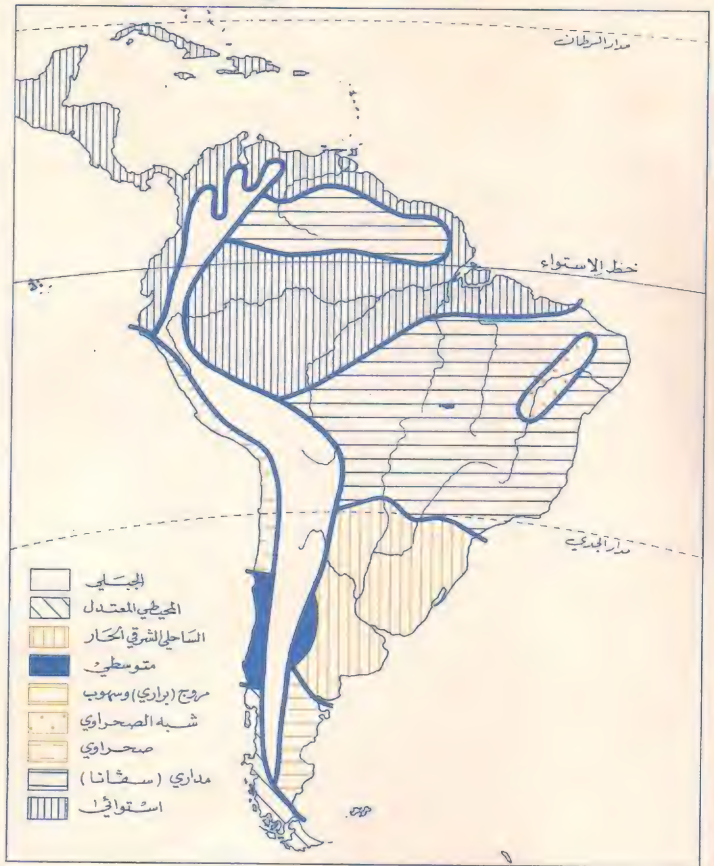 مدار السرطان
خط الاستواء
مدار الجدي
الجبلي
المحيطي المعتدل
الساحلي الشرقي الحار
متوسطي
مروج (براري) وسهوب
شبه الصحراوي
صحراوي
مداري (سڤانا)
استوائي